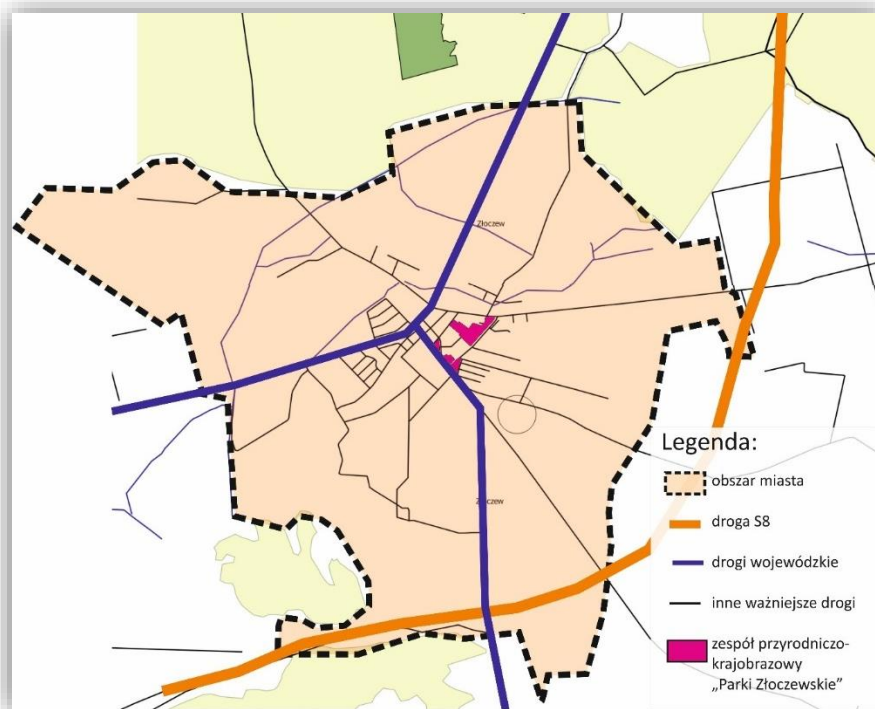 Złoczew
Złoczew
Legenda:
obszar miasta
droga S8
drogi wojewódzkie
inne ważniejsze drogi
zespół przyrodniczo-
krajobrazowy
„Parki Złoczewskie”